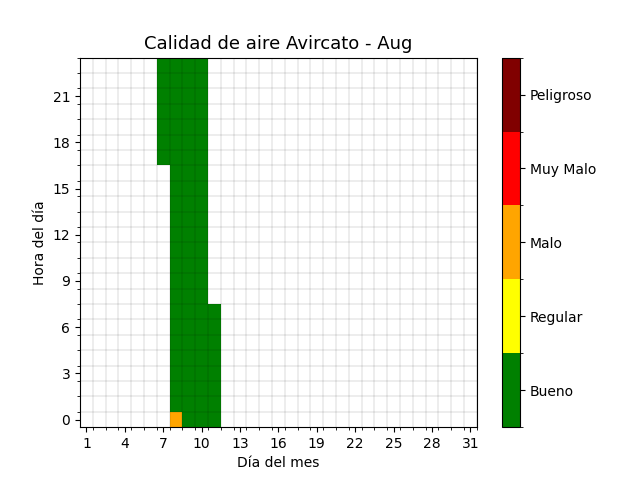 Calidad de aire Avircato - Aug
Hora del día
21
18
15
12
9
6
3
0
1 4 7 10 13 16 19 22 25 28 31
Día del mes
Peligroso
Muy Malo
Malo
Regular
Bueno